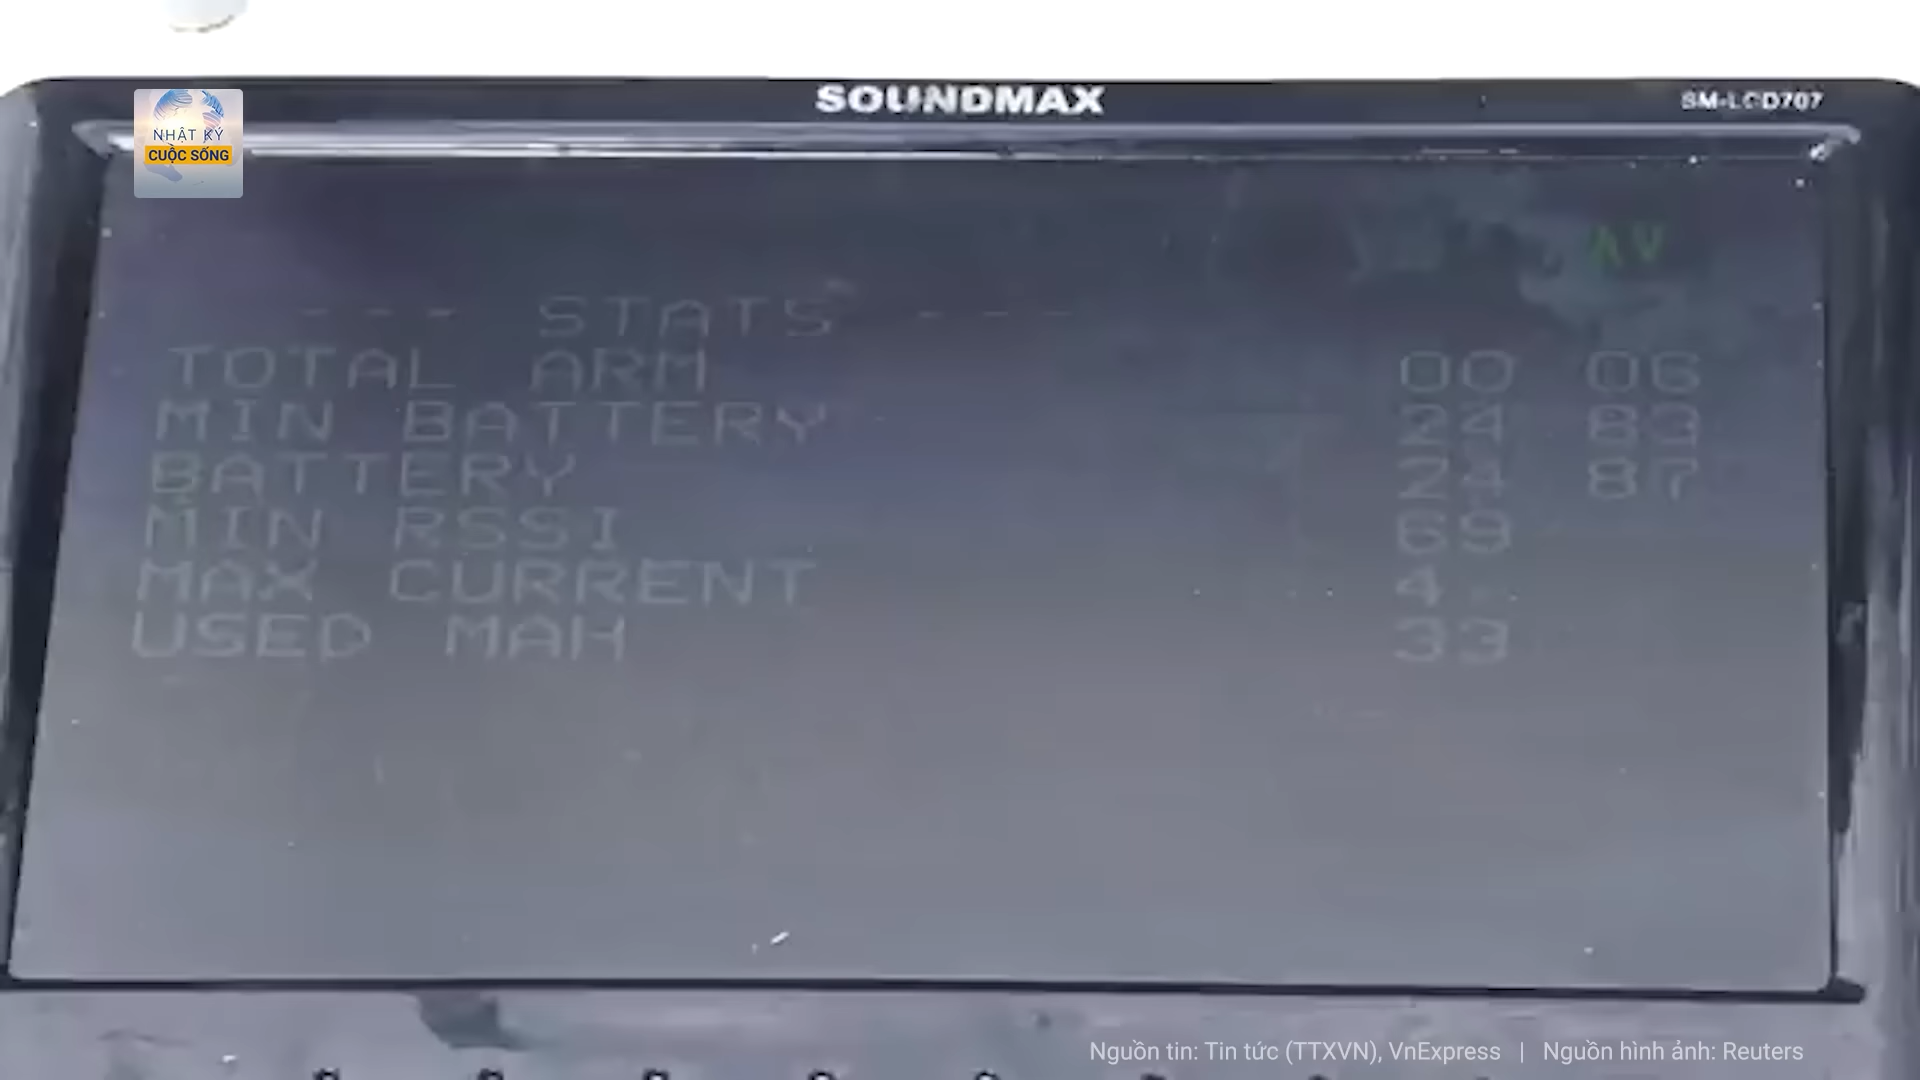 SOUNDMAX
SM-LCD707
NHẬT KÝ
CUỘC SỐNG
AV
--- STATS ---
TOTAL ARM 00 06
MIN BATTERY 24 83
BATTERY 24 87
MIN RSSI 69
MAX CURRENT 4
USED MAH 33
Nguồn tin: Tin tức (TTXVN), VnExpress | Nguồn hình ảnh: Reuters